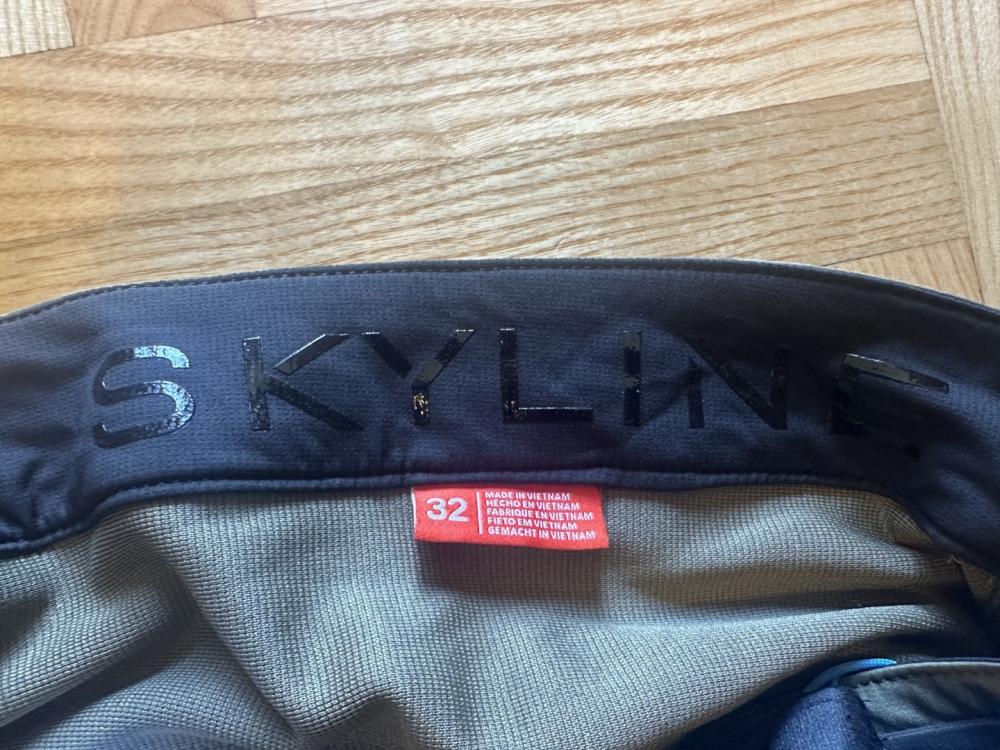 SKYLINE
32
MADE IN VIETNAM
HECHO EN VIETNAM
FABRIQUE EN VIETNAM
FIETO EM VIETNAM
GEMACHT IN VIETNAM